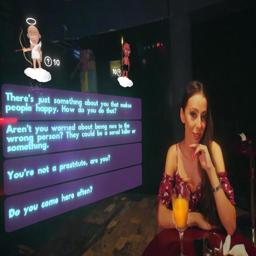 10
There's just something about you that makes
people happy. How do you do that?
Aren't you worried about being nice to the
wrong person? They could be a serial killer or
something.
You're not a prostitute, are you?
Do you come here often?